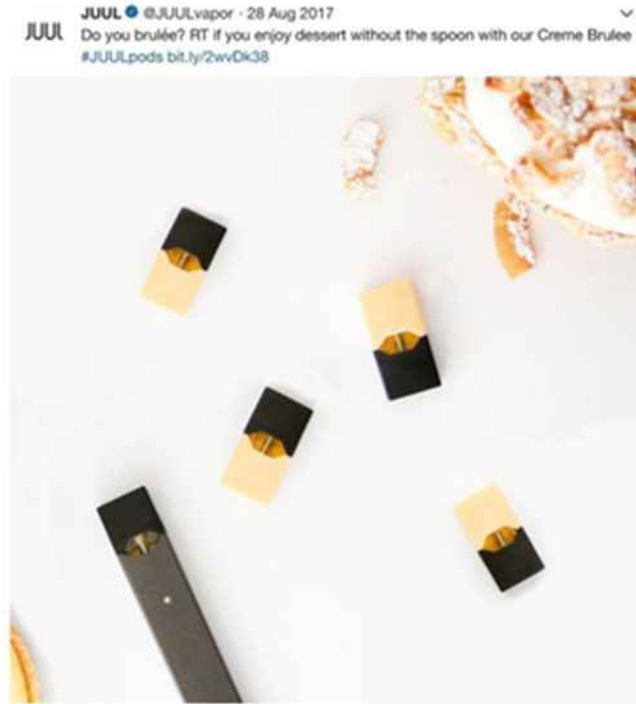 JUUL @JUULvapor · 28 Aug 2017
JUUL
Do you brulée? RT if you enjoy dessert without the spoon with our Creme Brulee
#JUULpods bit.ly/2wvDk38